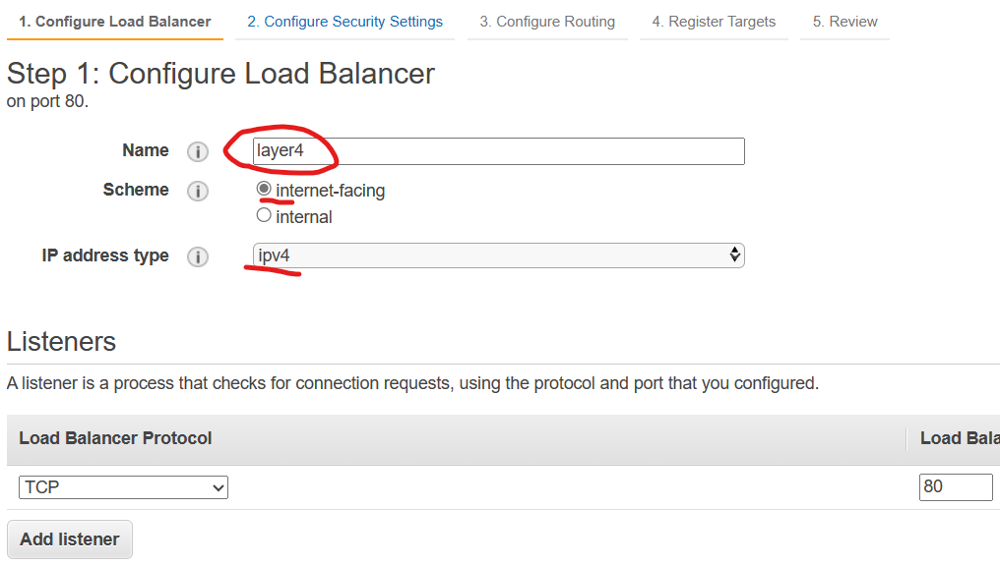 1. Configure Load Balancer 2. Configure Security Settings 3. Configure Routing 4. Register Targets 5. Review
Step 1: Configure Load Balancer
on port 80.
Name i layer4
Scheme i internet-facing
internal
IP address type i ipv4
Listeners
A listener is a process that checks for connection requests, using the protocol and port that you configured.
Load Balancer Protocol Load Bala
TCP 80
Add listener